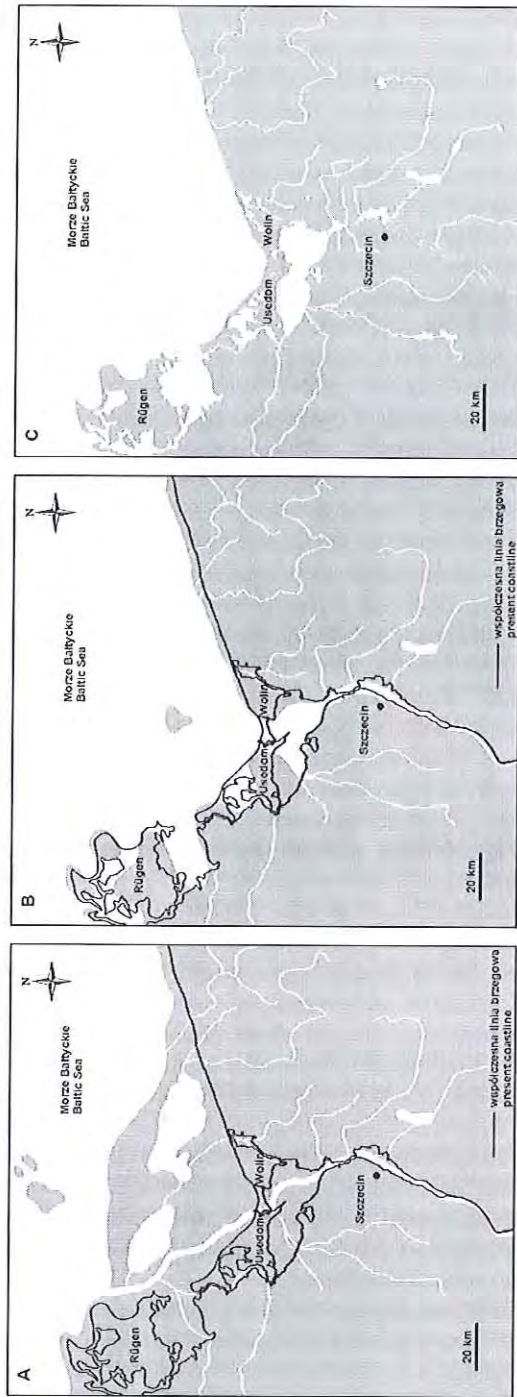 A
N
Morze Bałtyckie
Baltic Sea
Rügen
Usedom
Wolin
Szczecin
20 km
współczesna linia brzegowa
present coastline
B
N
Morze Bałtyckie
Baltic Sea
Rügen
Usedom
Wolin
Szczecin
20 km
współczesna linia brzegowa
present coastline
C
N
Morze Bałtyckie
Baltic Sea
Rügen
Usedom
Wolin
Szczecin
20 km